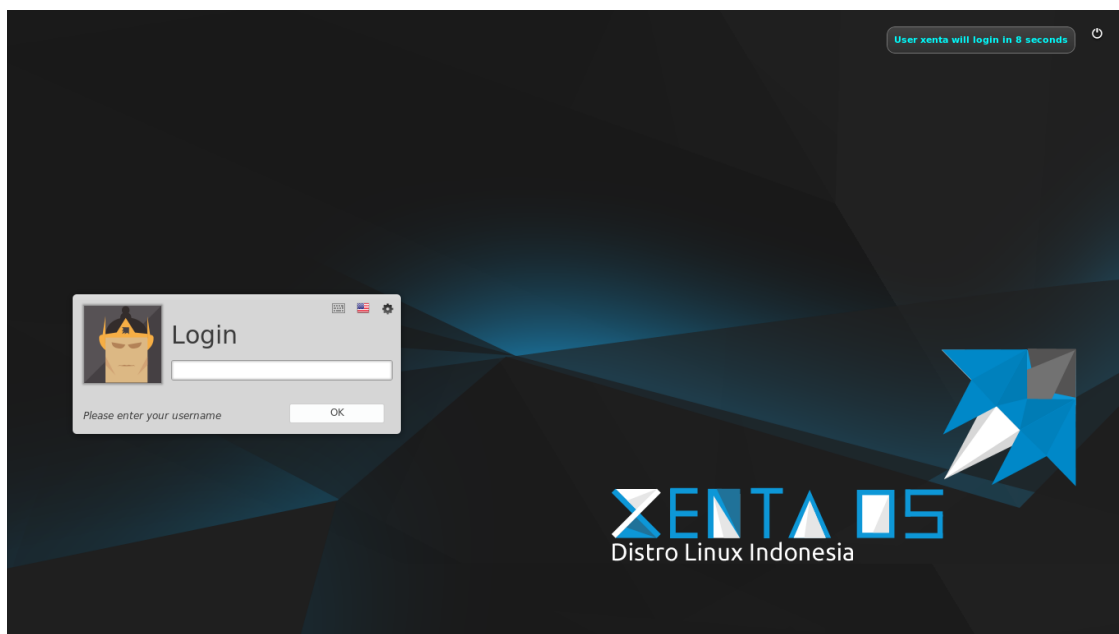 User xenta will login in 8 seconds
Login
Please enter your username
OK
XENTA OS
Distro Linux Indonesia